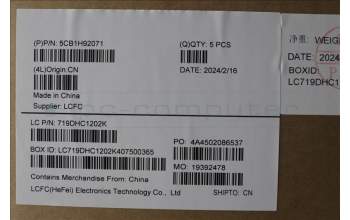 (P)P/N: 5CB1H92071
(Q)QTY: 5 PCS
(4L)Origin:CN
DATE: 2024/2/16
Made in China
Supplier: LCFC
LC P/N: 719DHC1202K
PO: 4A4502086537
BOX ID: LC719DHC1202K407500365
MO: 19392478
Contains Merchandise From: China
LCFC(HeFei) Electronics Technology Co., Ltd
SHIPTO: CN
净重: WEIGH
DATE: 2024
BOXID:
LC719DHC1